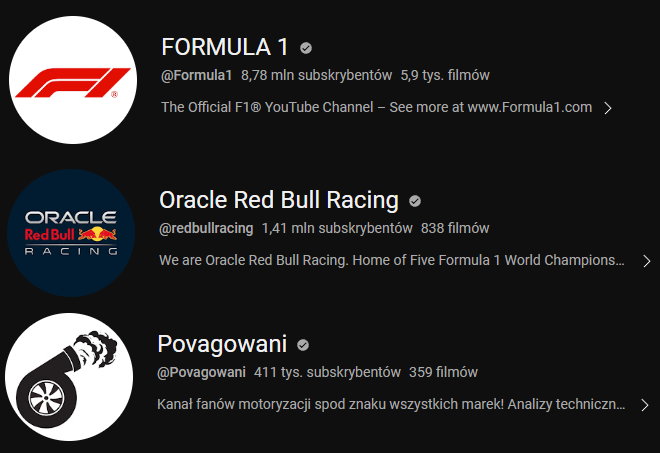 FORMULA 1
@Formula1 8,78 mln subskrybentów 5,9 tys. filmów
The Official F1® YouTube Channel – See more at www.Formula1.com
F1®
ORACLE
Red Bull
RACING
Oracle Red Bull Racing
@redbullracing 1,41 mln subskrybentów 838 filmów
We are Oracle Red Bull Racing. Home of Five Formula 1 World Champions...
Povagowani
@Povagowani 411 tys. subskrybentów 359 filmów
Kanał fanów motoryzacji spod znaku wszystkich marek! Analizy techniczn...